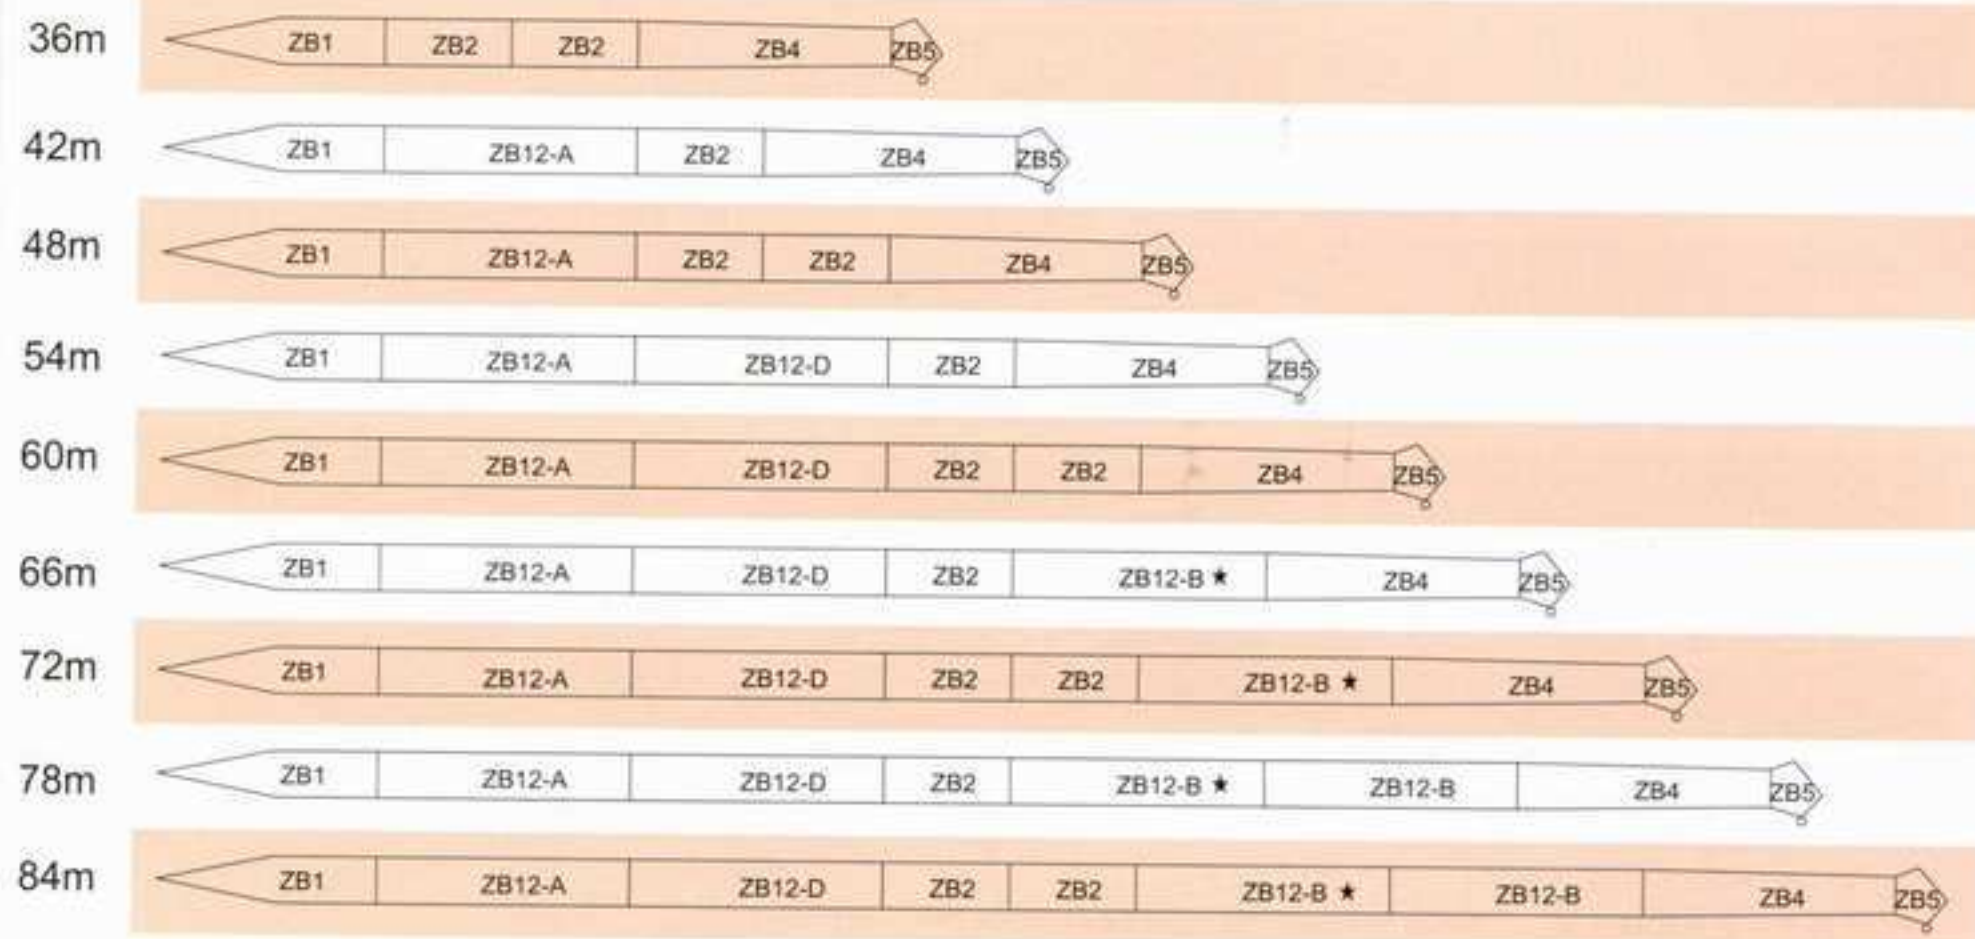 36m ZB1 ZB2 ZB2 ZB4 ZB5
42m ZB1 ZB12-A ZB2 ZB4 ZB5
48m ZB1 ZB12-A ZB2 ZB2 ZB4 ZB5
54m ZB1 ZB12-A ZB12-D ZB2 ZB4 ZB5
60m ZB1 ZB12-A ZB12-D ZB2 ZB2 ZB4 ZB5
66m ZB1 ZB12-A ZB12-D ZB2 ZB12-B ★ ZB4 ZB5
72m ZB1 ZB12-A ZB12-D ZB2 ZB2 ZB12-B ★ ZB4 ZB5
78m ZB1 ZB12-A ZB12-D ZB2 ZB12-B ★ ZB12-B ZB4 ZB5
84m ZB1 ZB12-A ZB12-D ZB2 ZB2 ZB12-B ★ ZB12-B ZB4 ZB5